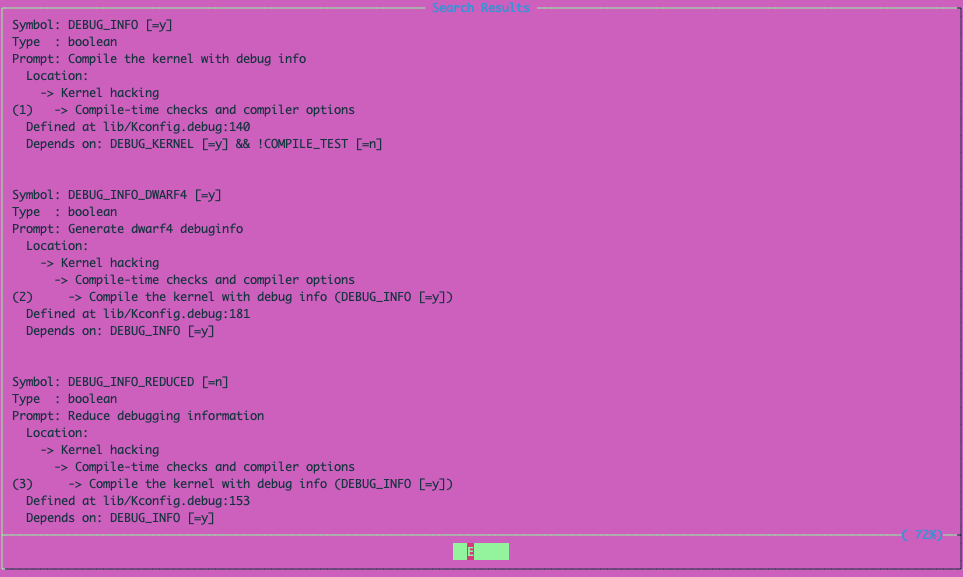 Search Results
Symbol: DEBUG_INFO [=y]
Type  : boolean
Prompt: Compile the kernel with debug info
  Location:
    -> Kernel hacking
(1)   -> Compile-time checks and compiler options
  Defined at lib/Kconfig.debug:140
  Depends on: DEBUG_KERNEL [=y] && !COMPILE_TEST [=n]
Symbol: DEBUG_INFO_DWARF4 [=y]
Type  : boolean
Prompt: Generate dwarf4 debuginfo
  Location:
    -> Kernel hacking
      -> Compile-time checks and compiler options
(2)     -> Compile the kernel with debug info (DEBUG_INFO [=y])
  Defined at lib/Kconfig.debug:181
  Depends on: DEBUG_INFO [=y]
Symbol: DEBUG_INFO_REDUCED [=n]
Type  : boolean
Prompt: Reduce debugging information
  Location:
    -> Kernel hacking
      -> Compile-time checks and compiler options
(3)     -> Compile the kernel with debug info (DEBUG_INFO [=y])
  Defined at lib/Kconfig.debug:153
  Depends on: DEBUG_INFO [=y]
( 72%)
E